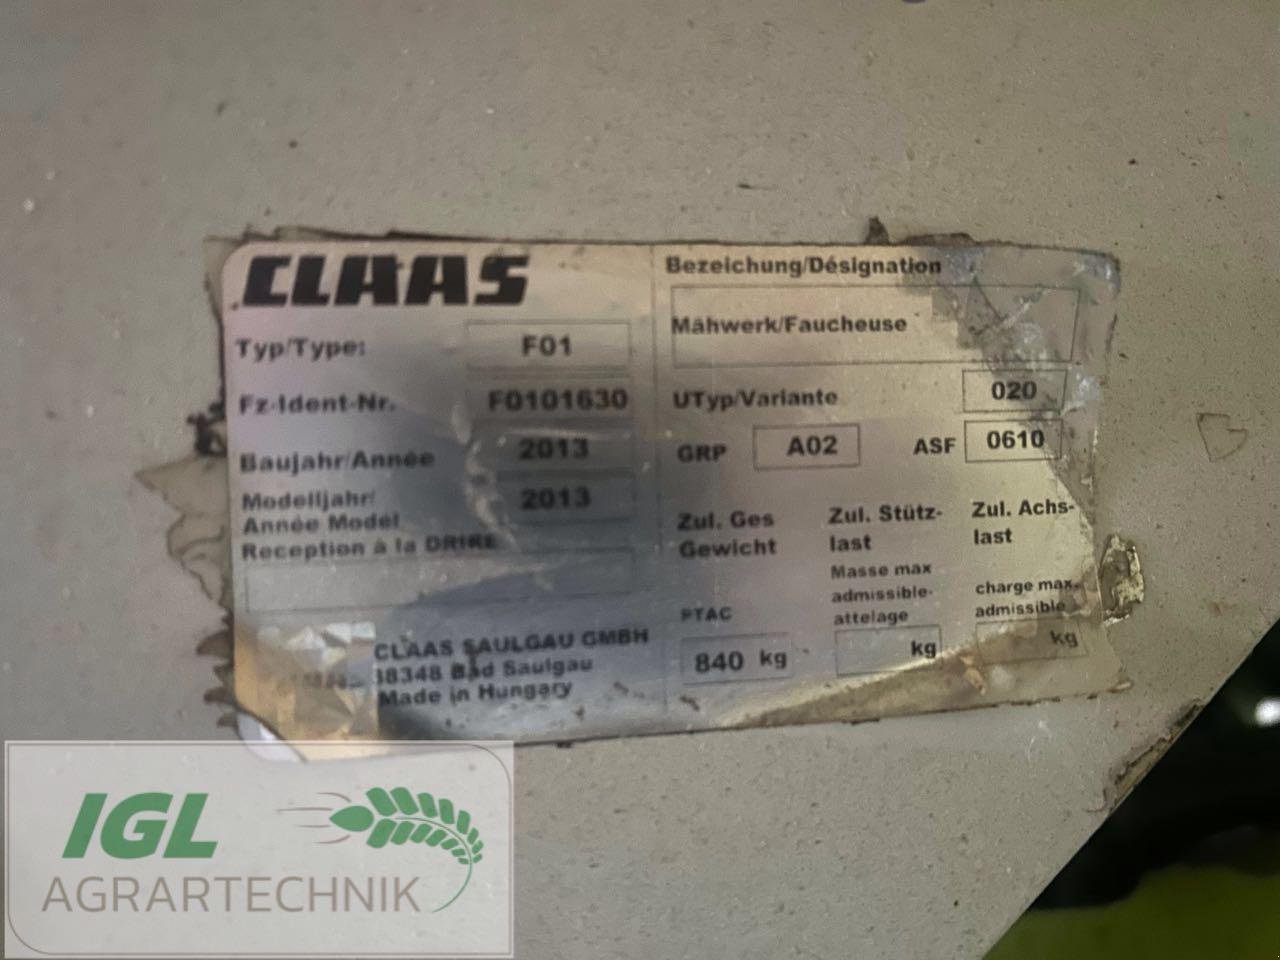 CLAAS
Typ/Type: F01
Fz-Ident-Nr. F0101630
Baujahr/Année 2013
Modelljahr/ 2013
Année Model
Reception à la DRIRE
CLAAS SAULGAU GMBH
88348 Bad Saulgau
Made in Hungary
Bezeichung/Désignation
Mähwerk/Faucheuse
UTyp/Variante 020
GRP A02 ASF 0610
Zul. Ges Zul. Stütz- Zul. Achs-
Gewicht last last
Masse max
admissible- charge max.
PTAC attelage admissible
840 kg kg kg
IGL
AGRARTECHNIK